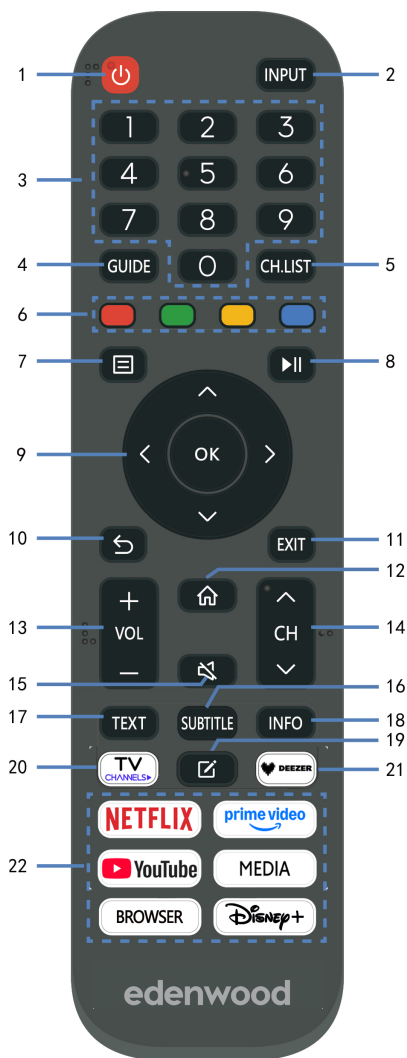 1 INPUT 2
1 2 3
3
4 5 6
7 8 9
4 GUIDE 0 CH.LIST 5
6
7 8
9 OK
10 EXIT 11
12
13 VOL CH 14
15
16
17 TEXT SUBTITLE INFO 18
19
20 TV CHANNELS DEEZER 21
NETFLIX prime video
22 YouTube MEDIA
BROWSER Disney+
edenwood